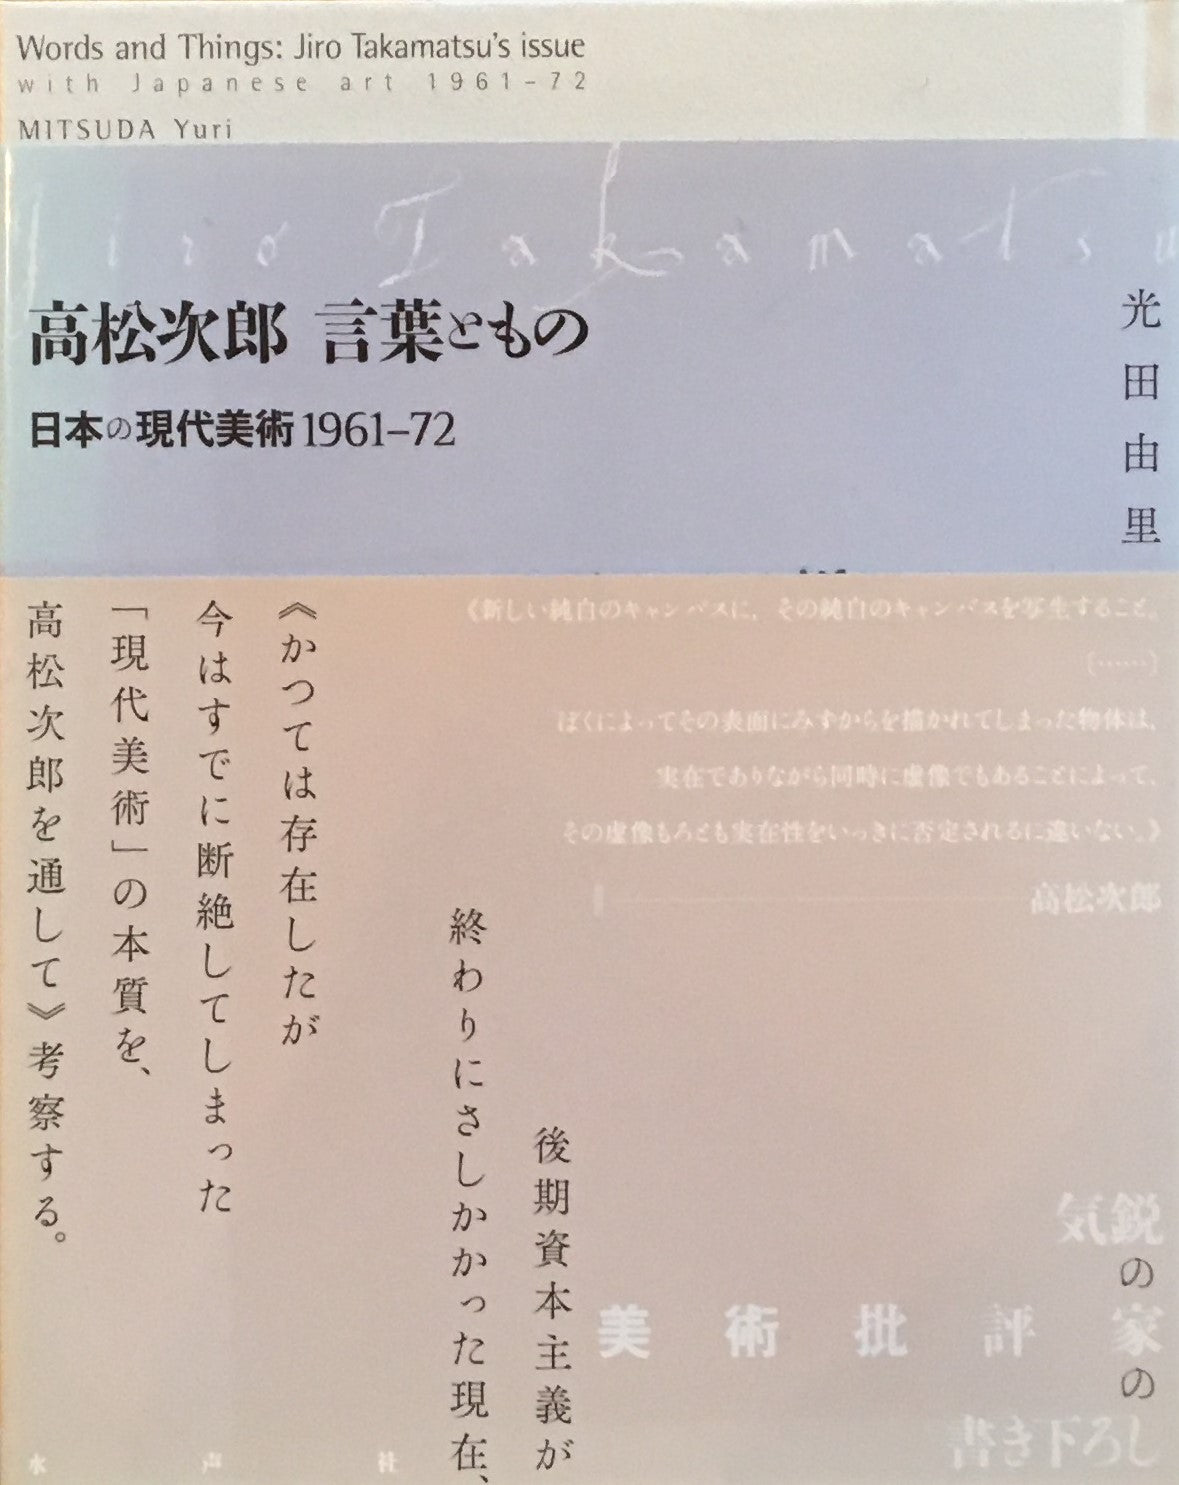 Words and Things: Jiro Takamatsu's issue
with Japanese art 1961–72
MITSUDA Yuri
Jiro Takamatsu
高松次郎 言葉ともの
日本の現代美術1961–72
光田由里
《新しい純白のキャンバスに、その純白のキャンバスを写生すること。
[……]
ぼくによってその表面にみずからを描かれてしまった物体は、
実在でありながら同時に虚像でもあることによって、
その虚像もろとも実在性をいっきに否定されるに違いない。》
高松次郎
気鋭
の
美術批評家
の
書き下ろし
後期資本主義が
終わりにさしかかった現在、
《かつては存在したが
今はすでに断絶してしまった
「現代美術」の本質を、
高松次郎を通して》考察する。
水声社